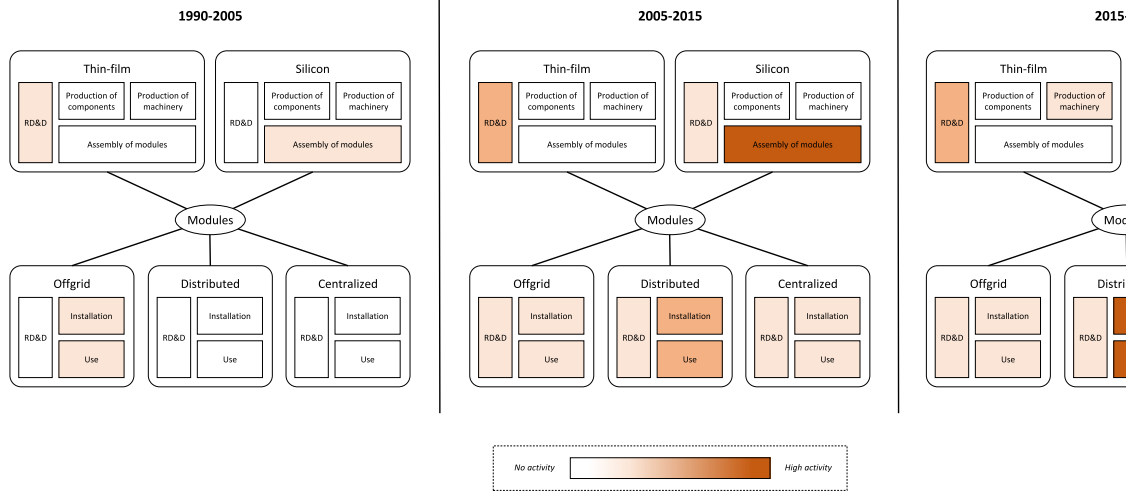 1990-2005
Thin-film
RD&D
Production of
components
Production of
machinery
Assembly of modules
Silicon
RD&D
Production of
components
Production of
machinery
Assembly of modules
Modules
Offgrid
RD&D
Installation
Use
Distributed
RD&D
Installation
Use
Centralized
RD&D
Installation
Use
2005-2015
Thin-film
RD&D
Production of
components
Production of
machinery
Assembly of modules
Silicon
RD&D
Production of
components
Production of
machinery
Assembly of modules
Modules
Offgrid
RD&D
Installation
Use
Distributed
RD&D
Installation
Use
Centralized
RD&D
Installation
Use
2015-
Thin-film
RD&D
Production of
components
Production of
machinery
Assembly of modules
Mod
Offgrid
RD&D
Installation
Use
Distri
RD&D
No activity
High activity